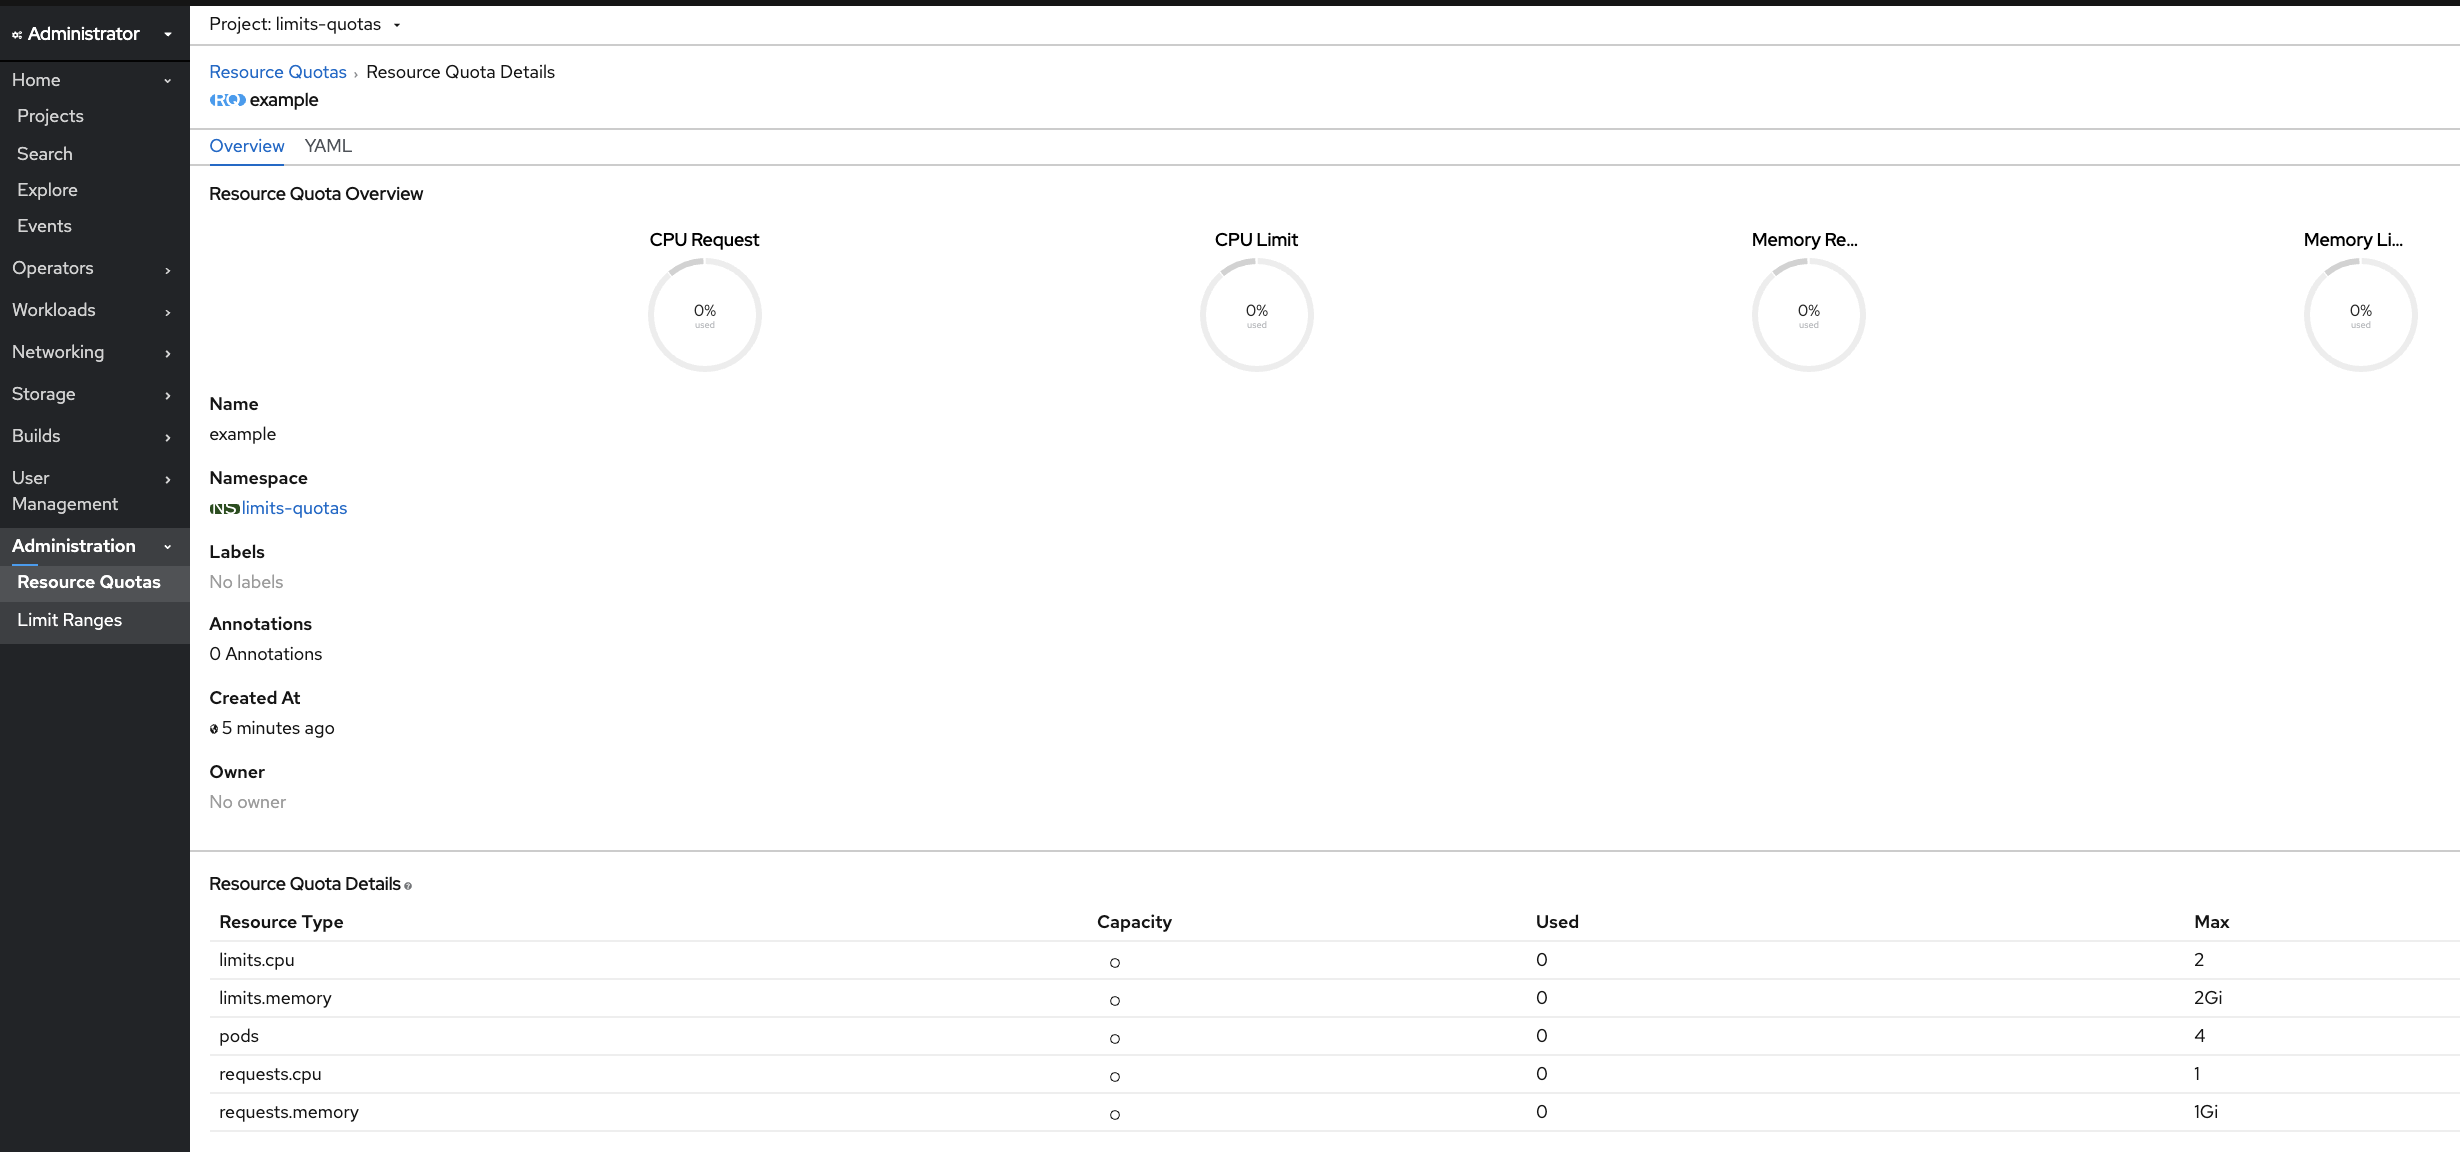 Administrator
Home
Projects
Search
Explore
Events
Operators
Workloads
Networking
Storage
Builds
User
Management
Administration
Resource Quotas
Limit Ranges
Project: limits-quotas
Resource Quotas › Resource Quota Details
RQ example
Overview YAML
Resource Quota Overview
CPU Request CPU Limit Memory Re... Memory Li...
0% 0% 0% 0%
used used used used
Name
example
Namespace
NS limits-quotas
Labels
No labels
Annotations
0 Annotations
Created At
5 minutes ago
Owner
No owner
Resource Quota Details
Resource Type Capacity Used Max
limits.cpu 0 2
limits.memory 0 2Gi
pods 0 4
requests.cpu 0 1
requests.memory 0 1Gi